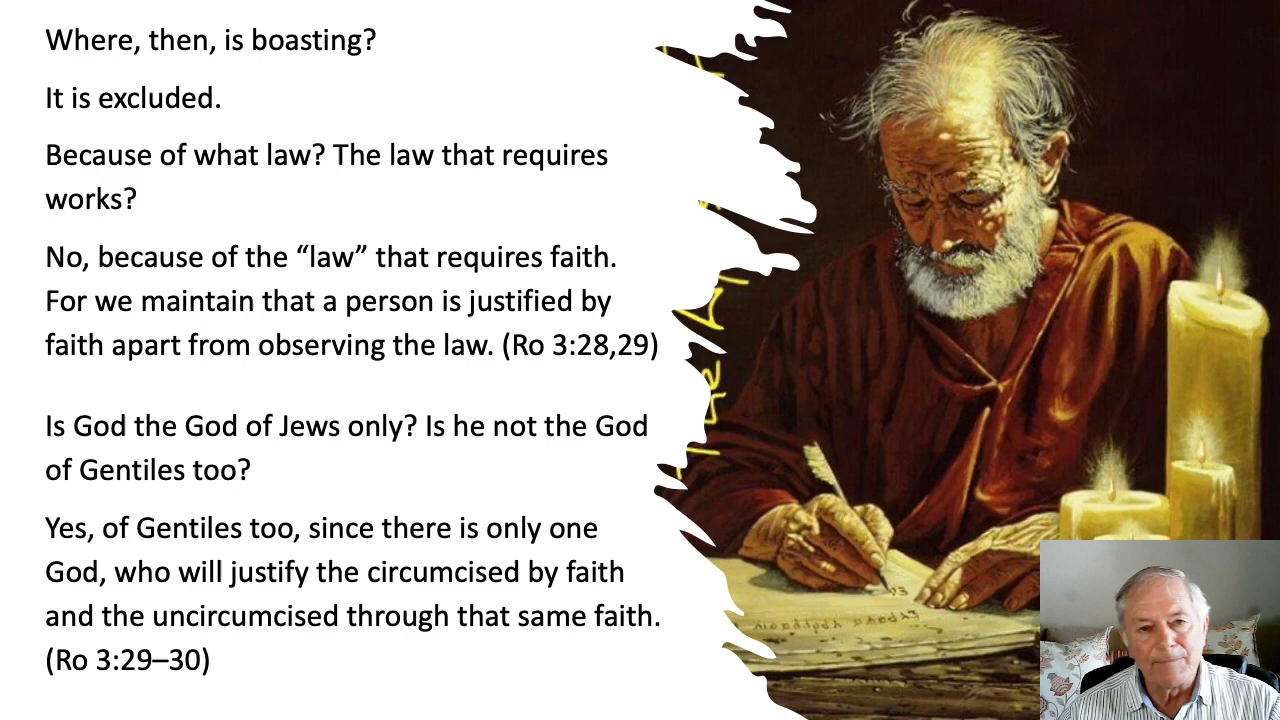 Where, then, is boasting?
It is excluded.
Because of what law? The law that requires
works?
No, because of the “law” that requires faith.
For we maintain that a person is justified by
faith apart from observing the law. (Ro 3:28,29)
Is God the God of Jews only? Is he not the God
of Gentiles too?
Yes, of Gentiles too, since there is only one
God, who will justify the circumcised by faith
and the uncircumcised through that same faith.
(Ro 3:29–30)